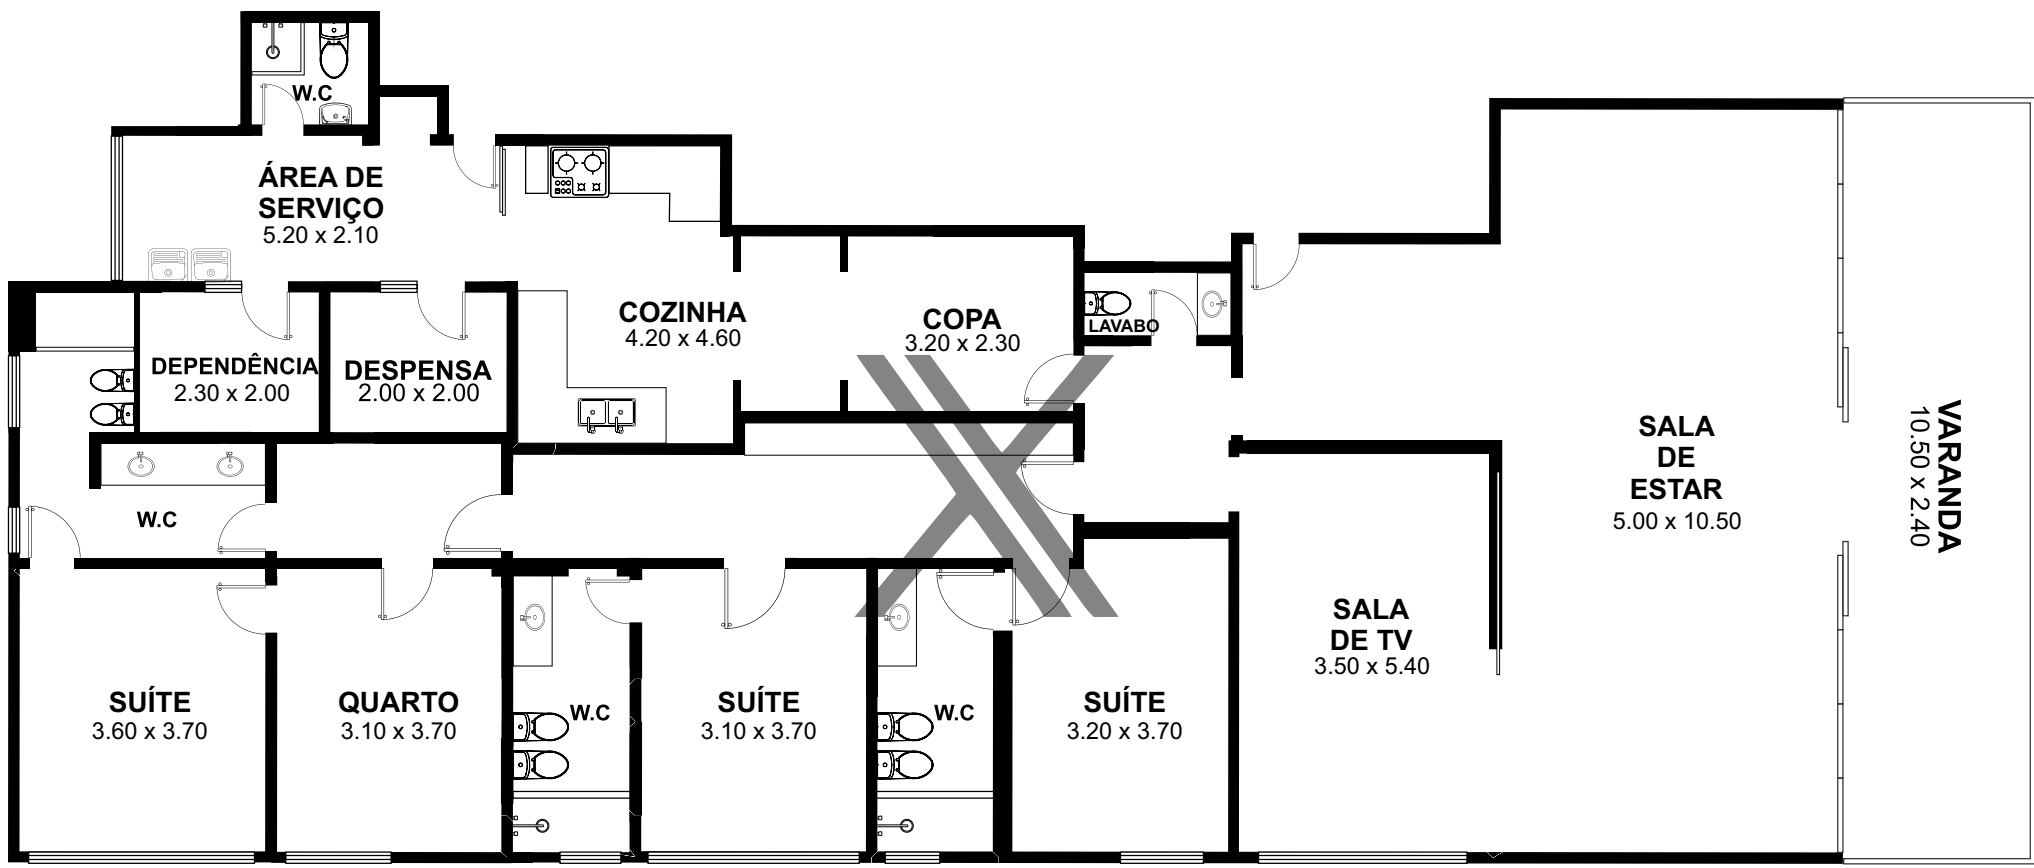 W.C
ÁREA DE
SERVIÇO
5.20 x 2.10
DEPENDÊNCIA
2.30 x 2.00
DESPENSA
2.00 x 2.00
COZINHA
4.20 x 4.60
COPA
3.20 x 2.30
LAVABO
W.C
SALA
DE
ESTAR
5.00 x 10.50
VARANDA
10.50 x 2.40
SUÍTE
3.60 x 3.70
QUARTO
3.10 x 3.70
W.C
SUÍTE
3.10 x 3.70
W.C
SUÍTE
3.20 x 3.70
SALA
DE TV
3.50 x 5.40